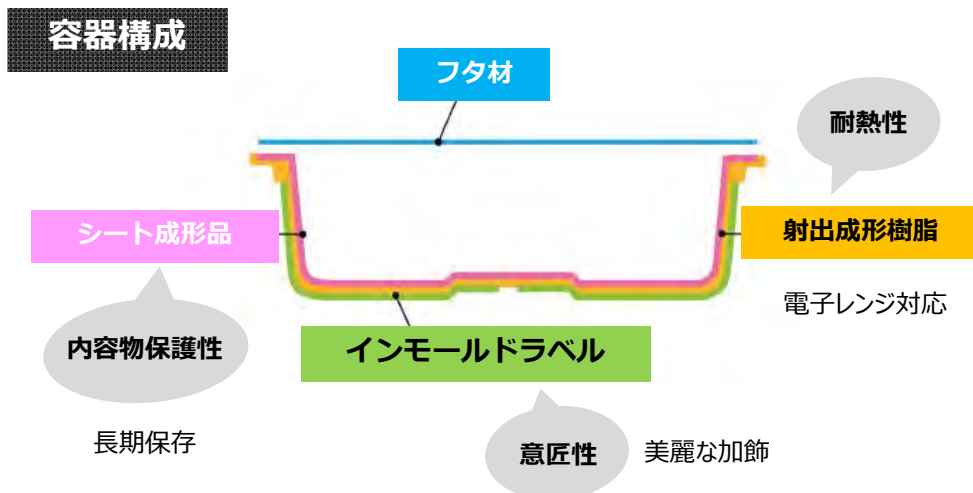 容器構成
フタ材
耐熱性
シート成形品
射出成形樹脂
電子レンジ対応
内容物保護性
インモールドラベル
長期保存
意匠性
美麗な加飾